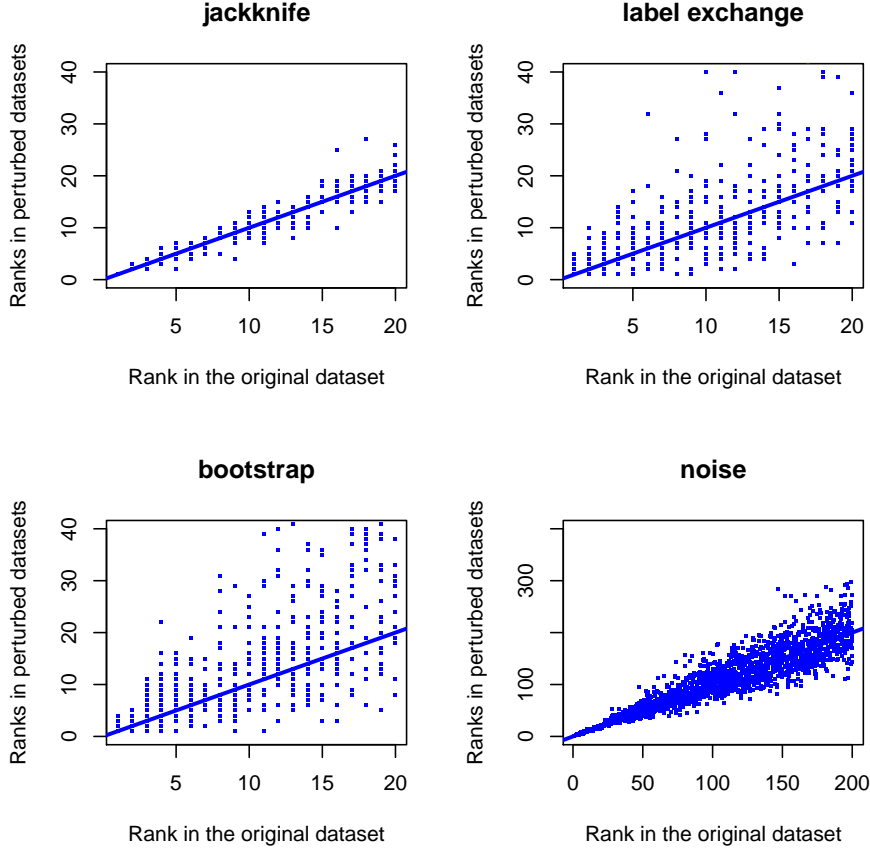 jackknife
Ranks in perturbed datasets
0 10 20 30 40
5 10 15 20
Rank in the original dataset
label exchange
Ranks in perturbed datasets
0 10 20 30 40
5 10 15 20
Rank in the original dataset
bootstrap
Ranks in perturbed datasets
0 10 20 30 40
5 10 15 20
Rank in the original dataset
noise
Ranks in perturbed datasets
0 100 300
0 50 100 150 200
Rank in the original dataset